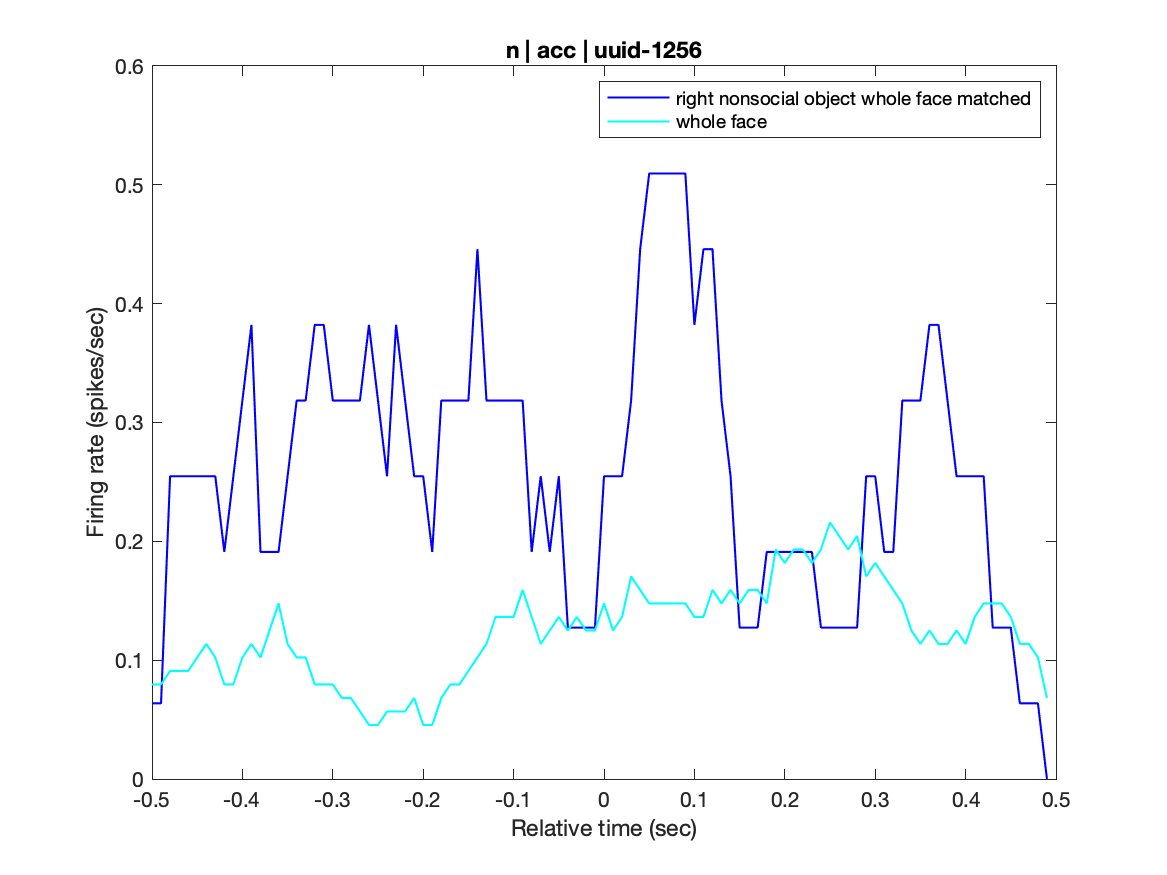 n | acc | uuid-1256
right nonsocial object whole face matched
whole face
Firing rate (spikes/sec)
0.6
0.5
0.4
0.3
0.2
0.1
0
-0.5 -0.4 -0.3 -0.2 -0.1 0 0.1 0.2 0.3 0.4 0.5
Relative time (sec)